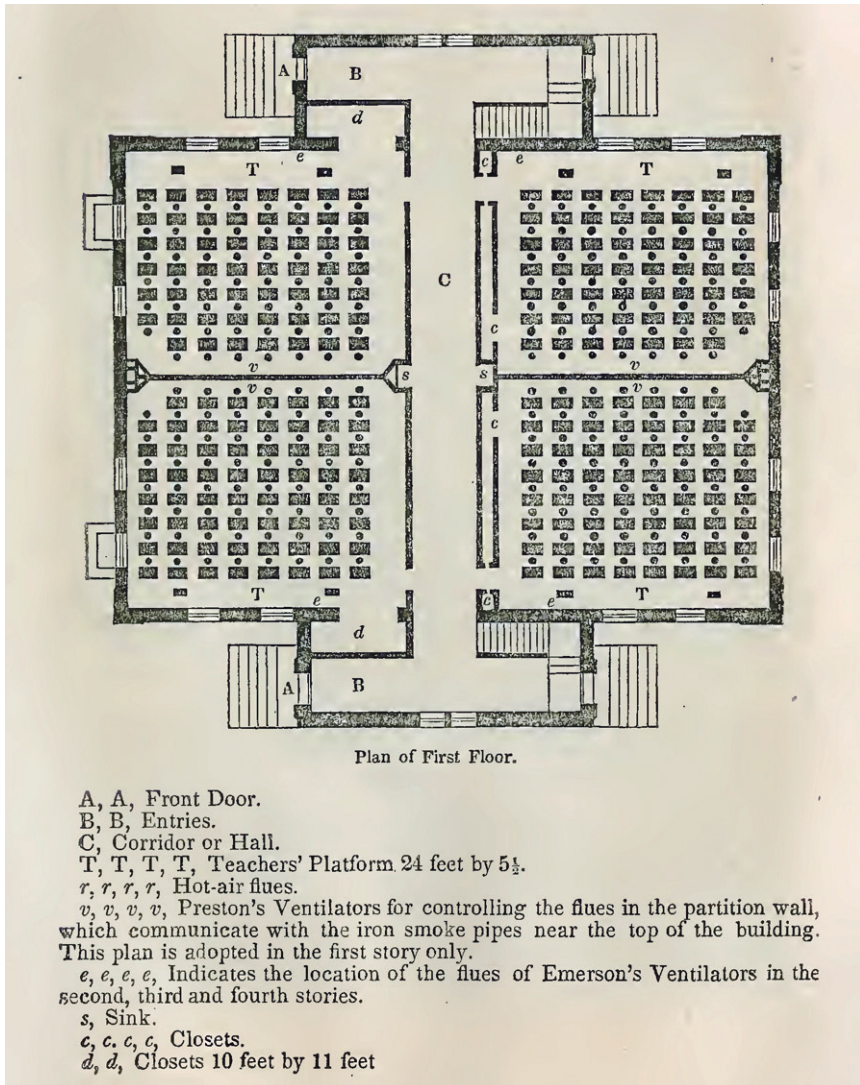 A B
d
e T c e T
C
c
v v
s s
v v
c
T e c e T
d
A B
Plan of First Floor.
A, A, Front Door.
B, B, Entries.
C, Corridor or Hall.
T, T, T, T, Teachers' Platform 24 feet by 5½.
r, r, r, r, Hot-air flues.
v, v, v, v, Preston's Ventilators for controlling the flues in the partition wall,
which communicate with the iron smoke pipes near the top of the building.
This plan is adopted in the first story only.
e, e, e, e, Indicates the location of the flues of Emerson's Ventilators in the
second, third and fourth stories.
s, Sink.
c, c. c, c, Closets.
d, d, Closets 10 feet by 11 feet